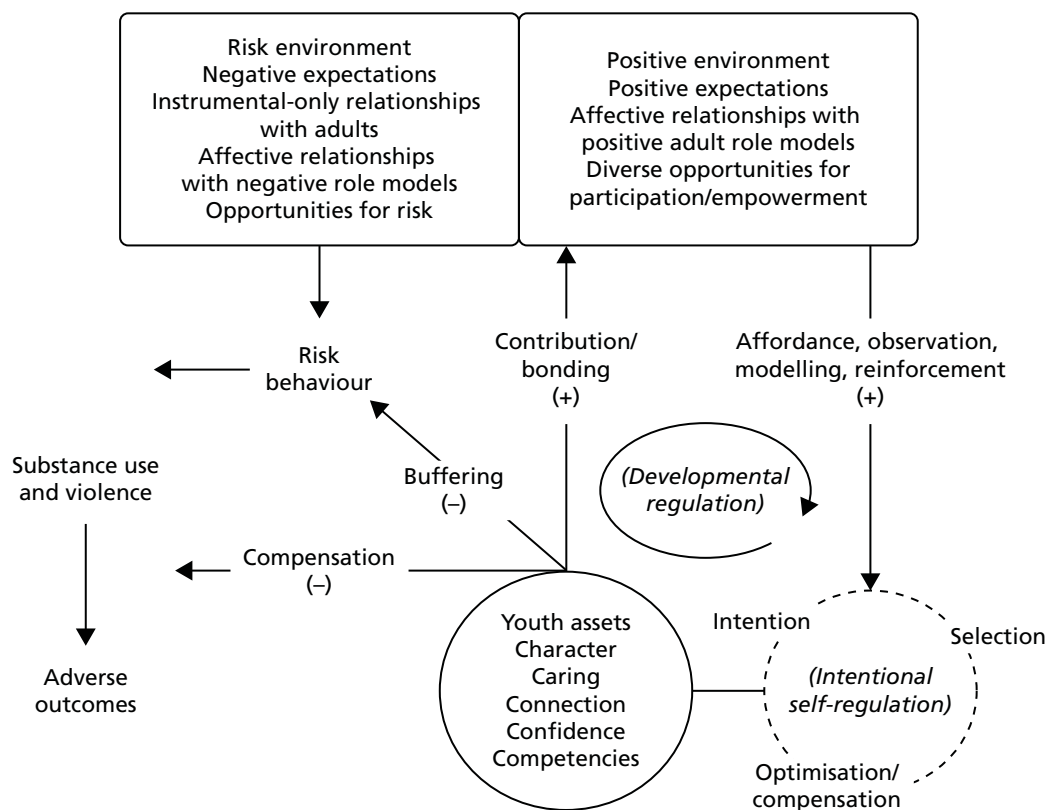 Risk environment
Negative expectations
Instrumental-only relationships
with adults
Affective relationships
with negative role models
Opportunities for risk
Positive environment
Positive expectations
Affective relationships with
positive adult role models
Diverse opportunities for
participation/empowerment
Risk
behaviour
Contribution/
bonding
(+)
Affordance, observation,
modelling, reinforcement
(+)
Substance use
and violence
Buffering
(–)
(Developmental
regulation)
Compensation
(–)
Adverse
outcomes
Youth assets
Character
Caring
Connection
Confidence
Competencies
Intention
Selection
(Intentional
self-regulation)
Optimisation/
compensation